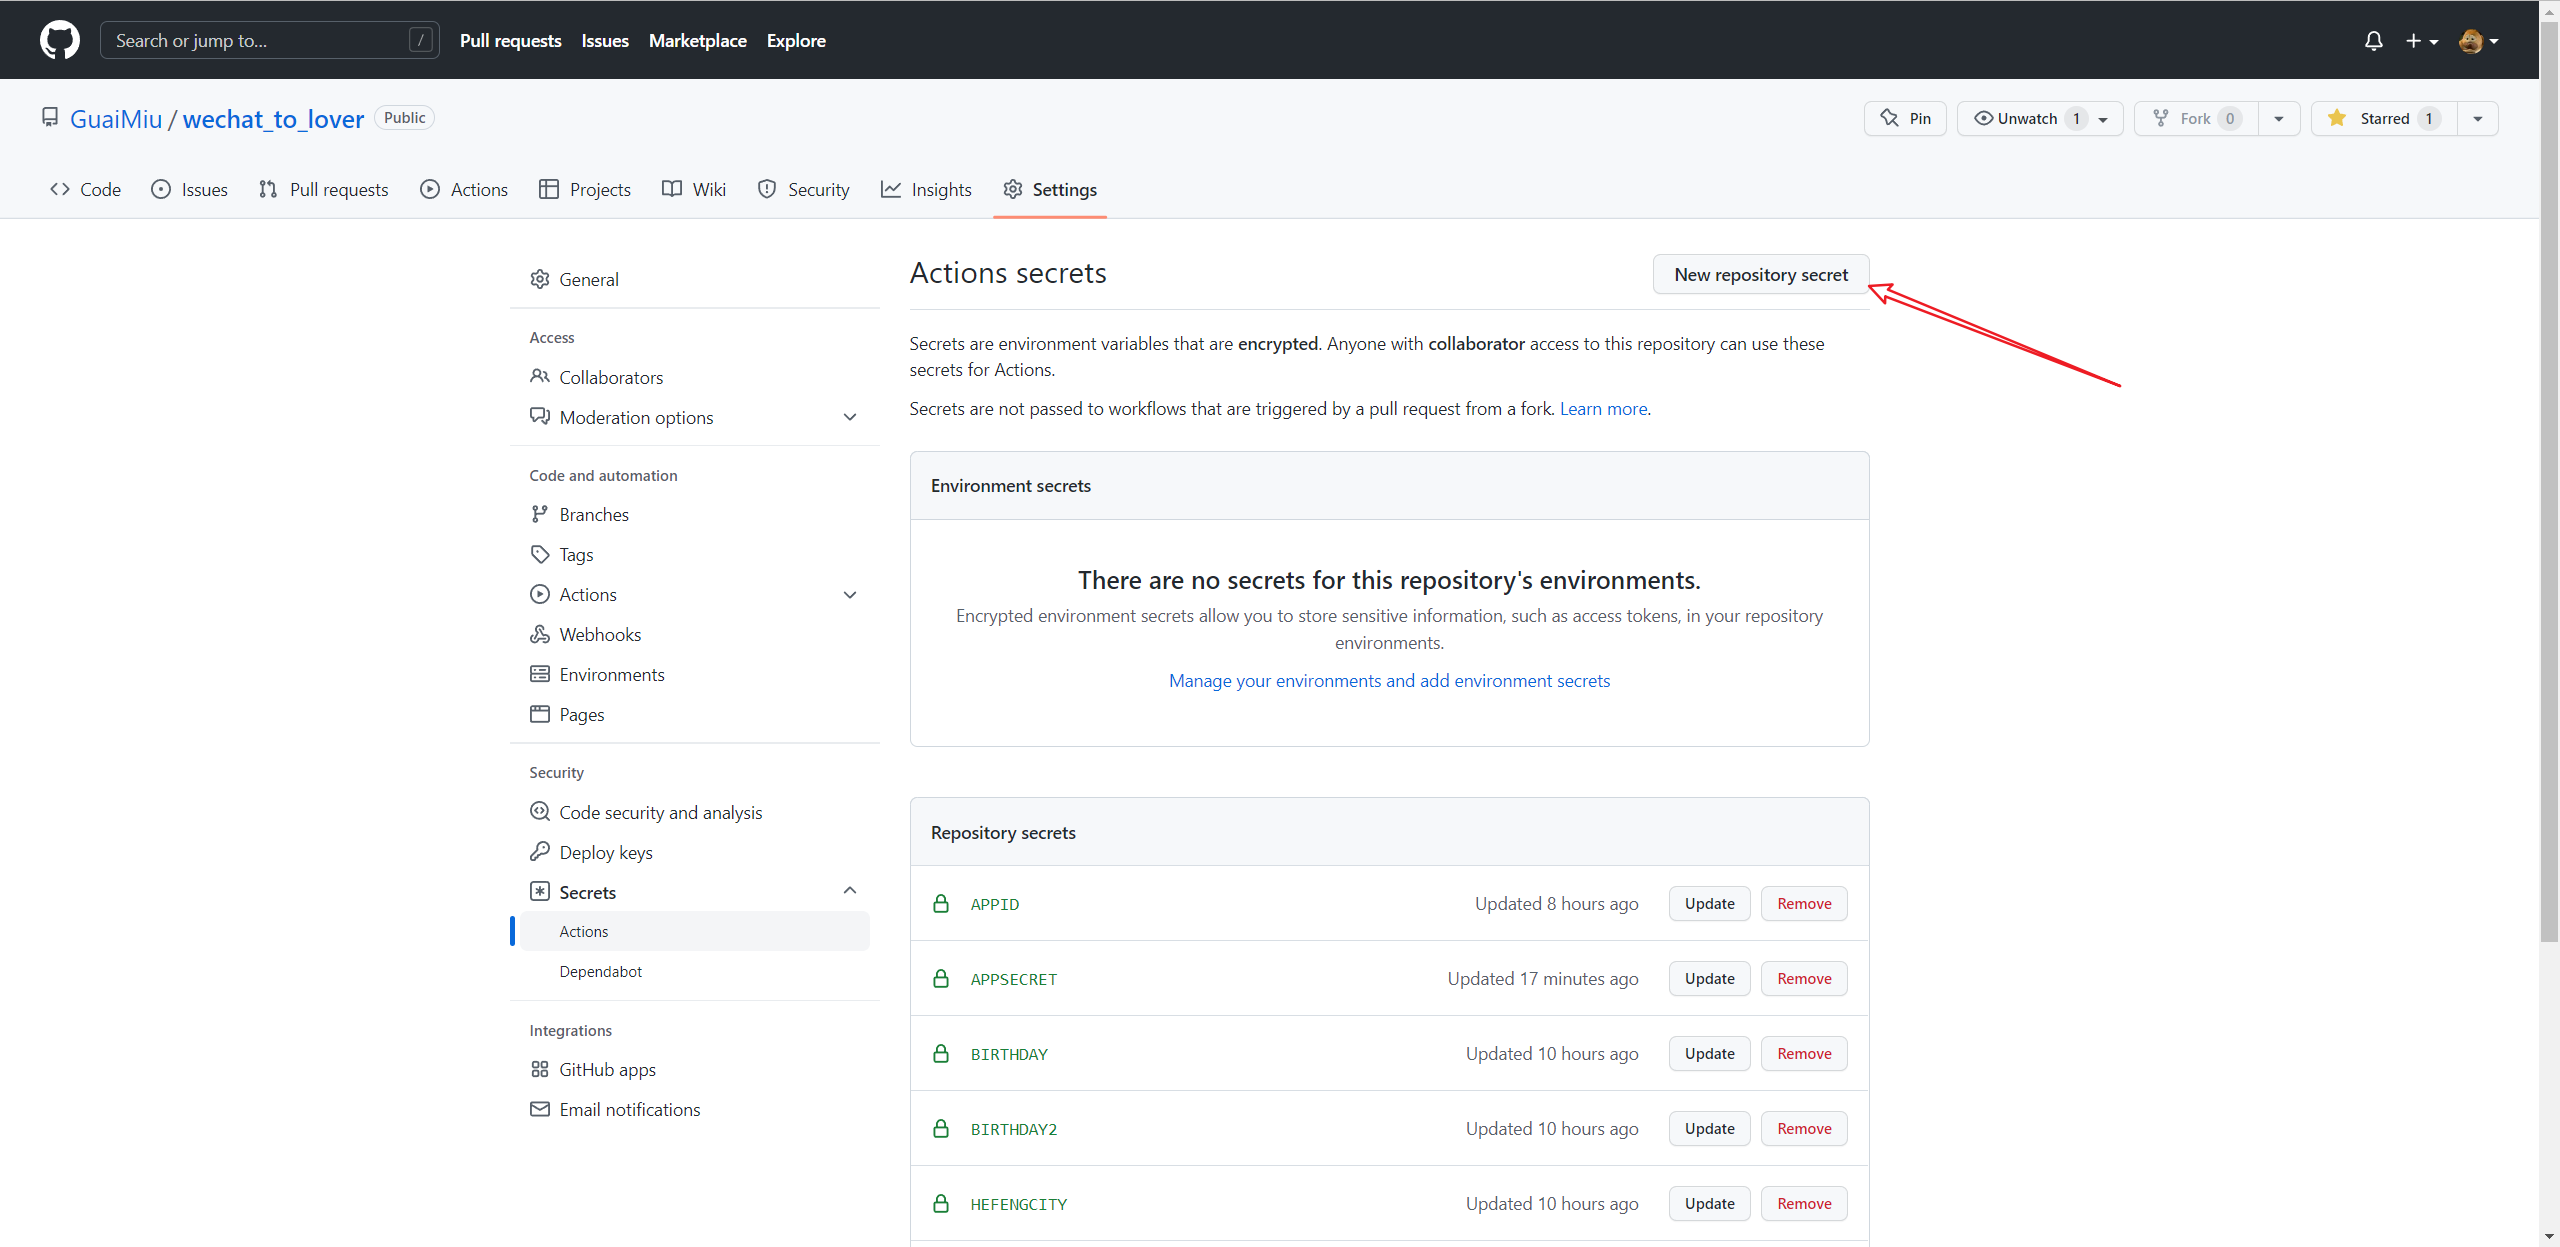 Search or jump to... /
Pull requests Issues Marketplace Explore
GuaiMiu / wechat_to_lover Public
Pin Unwatch 1 Fork 0 Starred 1
Code Issues Pull requests Actions Projects Wiki Security Insights Settings
General
Access
Collaborators
Moderation options
Code and automation
Branches
Tags
Actions
Webhooks
Environments
Pages
Security
Code security and analysis
Deploy keys
Secrets
Actions
Dependabot
Integrations
GitHub apps
Email notifications
Actions secrets
New repository secret
Secrets are environment variables that are encrypted. Anyone with collaborator access to this repository can use these
secrets for Actions.
Secrets are not passed to workflows that are triggered by a pull request from a fork. Learn more.
Environment secrets
There are no secrets for this repository's environments.
Encrypted environment secrets allow you to store sensitive information, such as access tokens, in your repository
environments.
Manage your environments and add environment secrets
Repository secrets
APPID Updated 8 hours ago Update Remove
APPSECRET Updated 17 minutes ago Update Remove
BIRTHDAY Updated 10 hours ago Update Remove
BIRTHDAY2 Updated 10 hours ago Update Remove
HEFENGCITY Updated 10 hours ago Update Remove